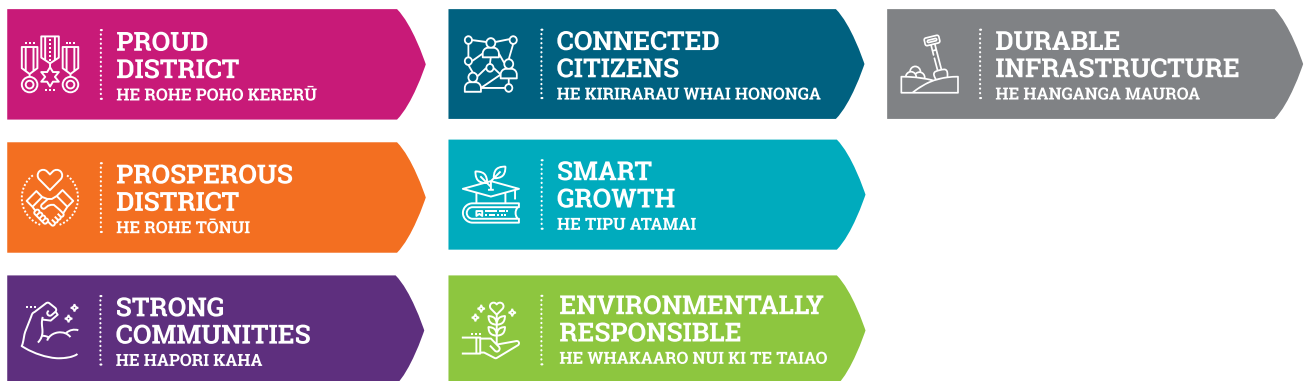 PROUD
DISTRICT
HE ROHE POHO KERERŪ
PROSPEROUS
DISTRICT
HE ROHE TŌNUI
STRONG
COMMUNITIES
HE HAPORI KAHA
CONNECTED
CITIZENS
HE KIRIRARAU WHAI HONONGA
SMART
GROWTH
HE TIPU ATAMAI
ENVIRONMENTALLY
RESPONSIBLE
HE WHAKAARO NUI KI TE TAIAO
DURABLE
INFRASTRUCTURE
HE HANGANGA MAUROA